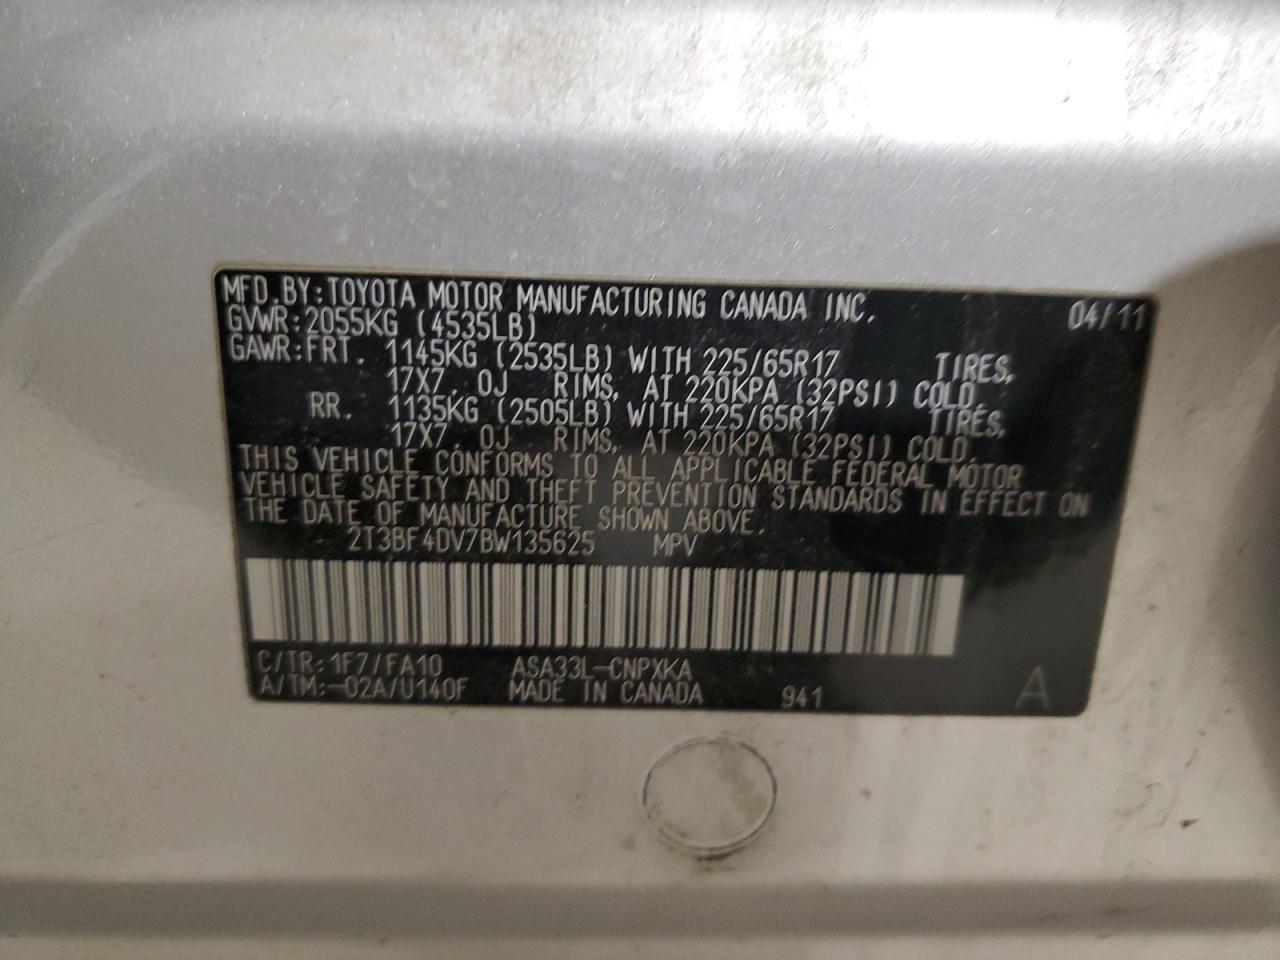 MFD.BY:TOYOTA MOTOR MANUFACTURING CANADA INC. 04/11
GVWR:2055KG (4535LB)
GAWR:FRT. 1145KG (2535LB) WITH 225/65R17 TIRES,
17X7.0J RIMS, AT 220KPA (32PSI) COLD.
RR. 1135KG (2505LB) WITH 225/65R17 TIRES,
17X7.0J RIMS, AT 220KPA (32PSI) COLD.
THIS VEHICLE CONFORMS TO ALL APPLICABLE FEDERAL MOTOR
VEHICLE SAFETY AND THEFT PREVENTION STANDARDS IN EFFECT ON
THE DATE OF MANUFACTURE SHOWN ABOVE.
2T3BF4DV7BW135625 MPV
C/TR:1F7/FA10 ASA33L-CNPXKA
A/TM:-02A/U140F MADE IN CANADA 941 A